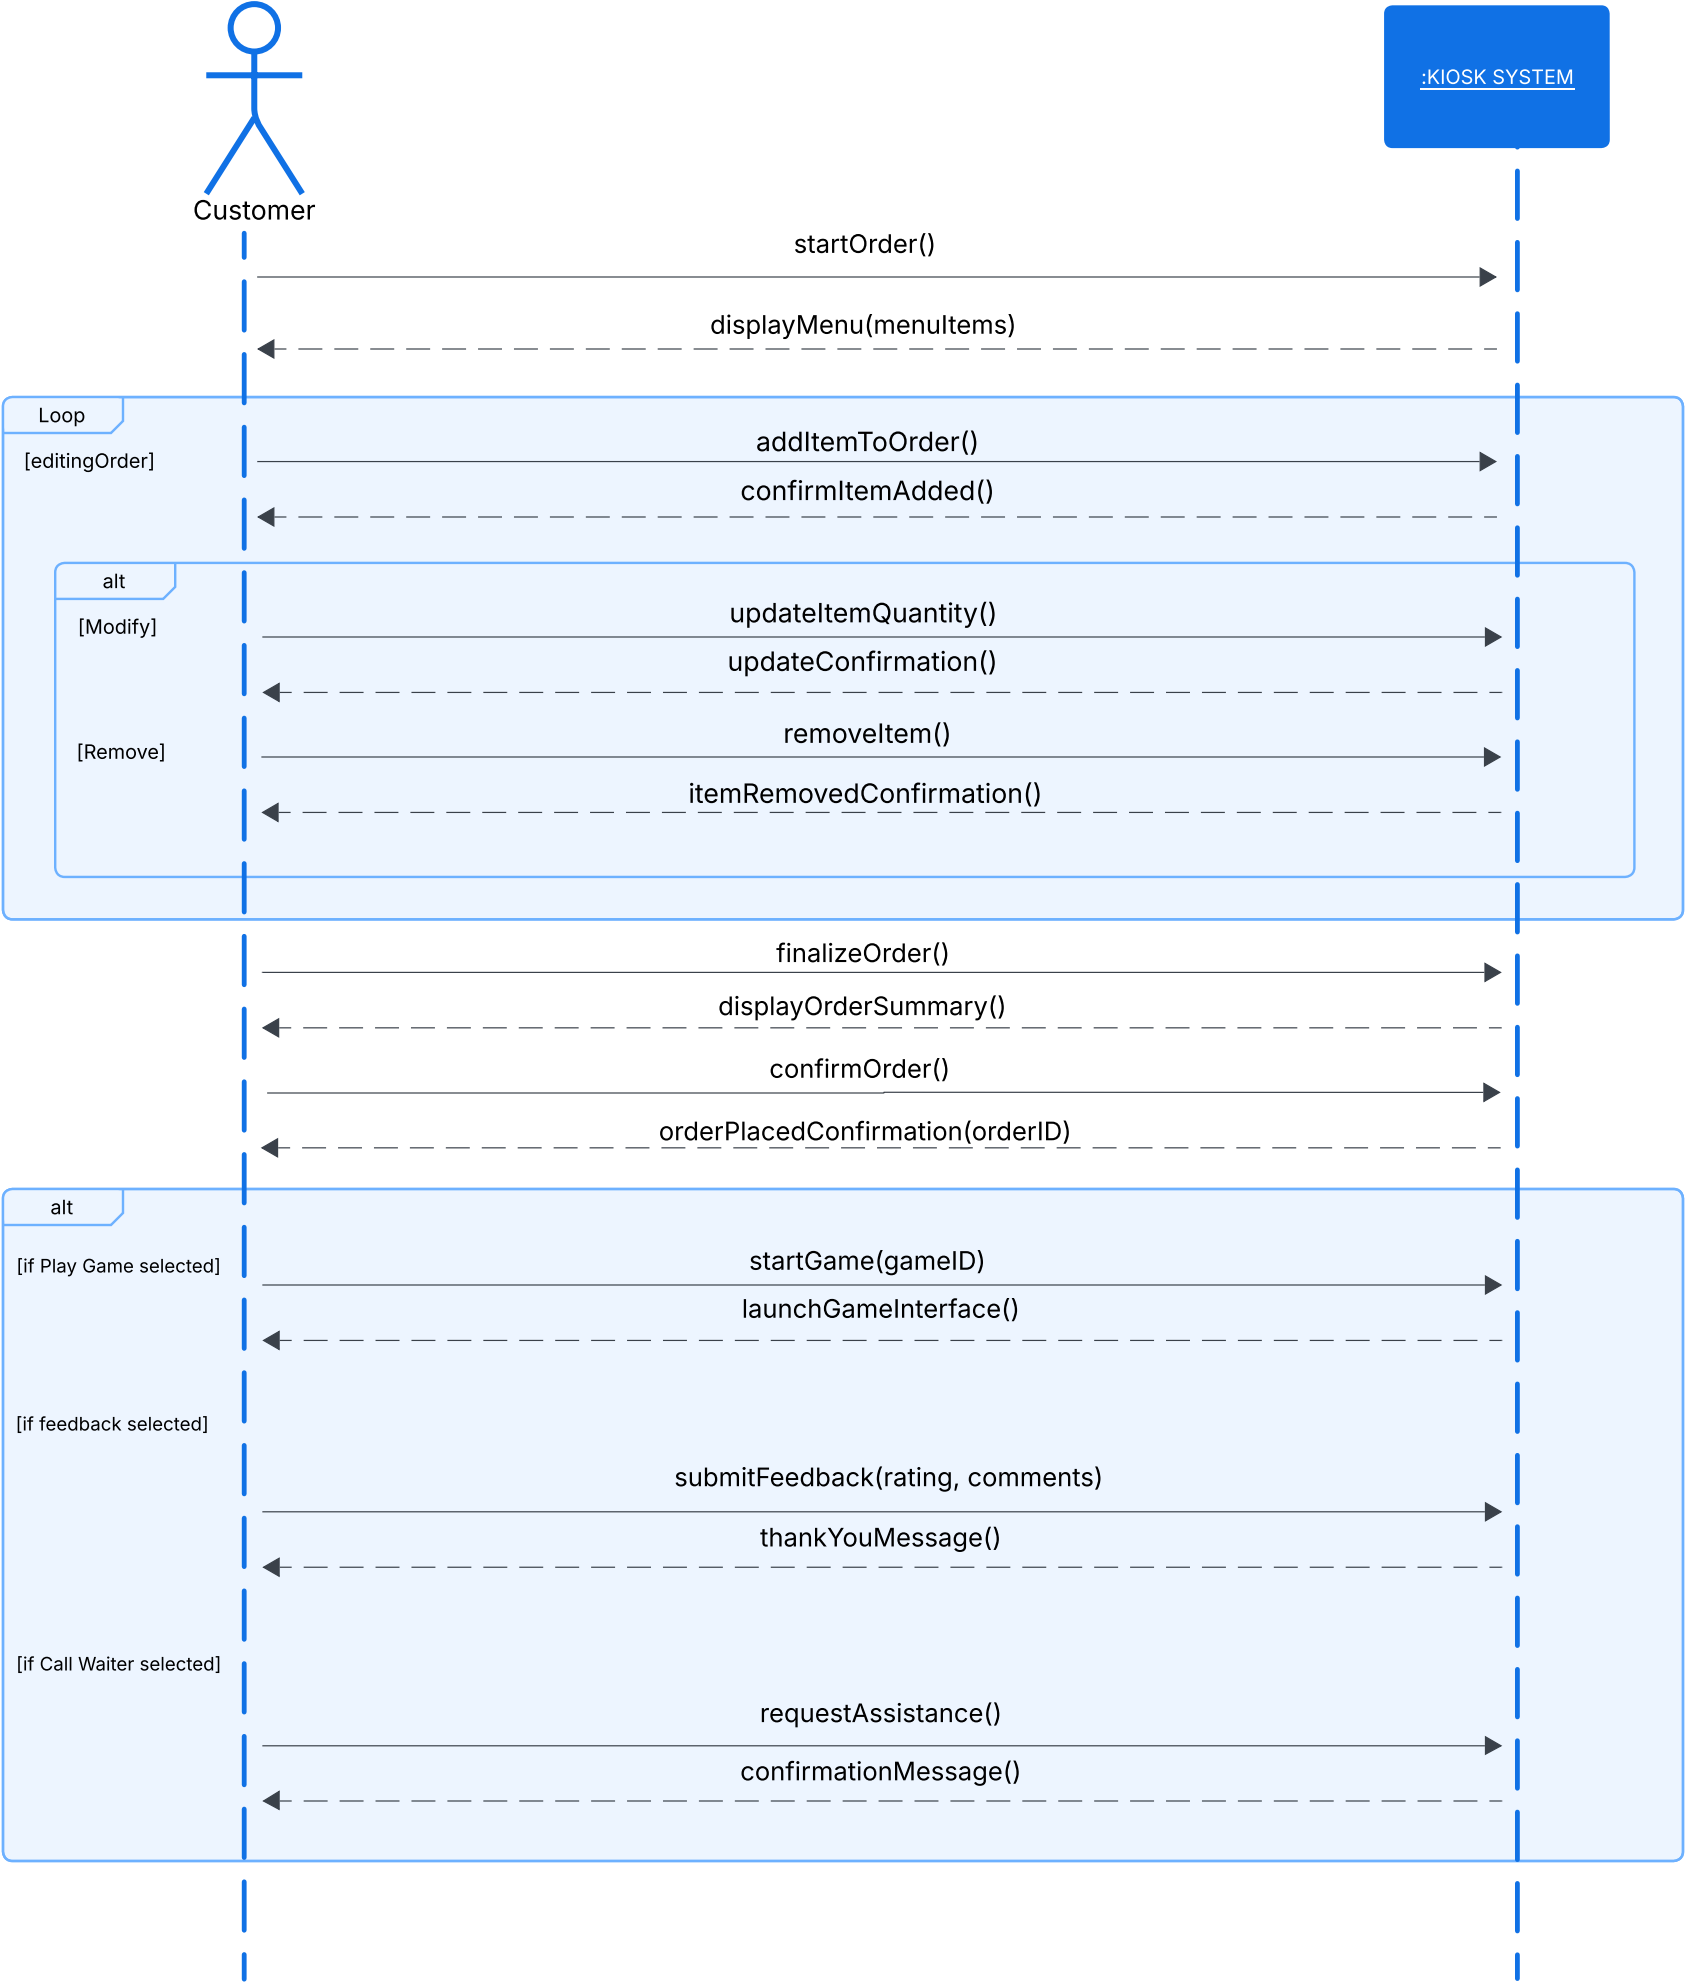 :KIOSK SYSTEM
Customer
startOrder()
displayMenu(menuItems)
Loop
[editingOrder]
addItemToOrder()
confirmItemAdded()
alt
[Modify]
updateItemQuantity()
updateConfirmation()
[Remove]
removeItem()
itemRemovedConfirmation()
finalizeOrder()
displayOrderSummary()
confirmOrder()
orderPlacedConfirmation(orderID)
alt
[if Play Game selected]
startGame(gameID)
launchGameInterface()
[if feedback selected]
submitFeedback(rating, comments)
thankYouMessage()
[if Call Waiter selected]
requestAssistance()
confirmationMessage()